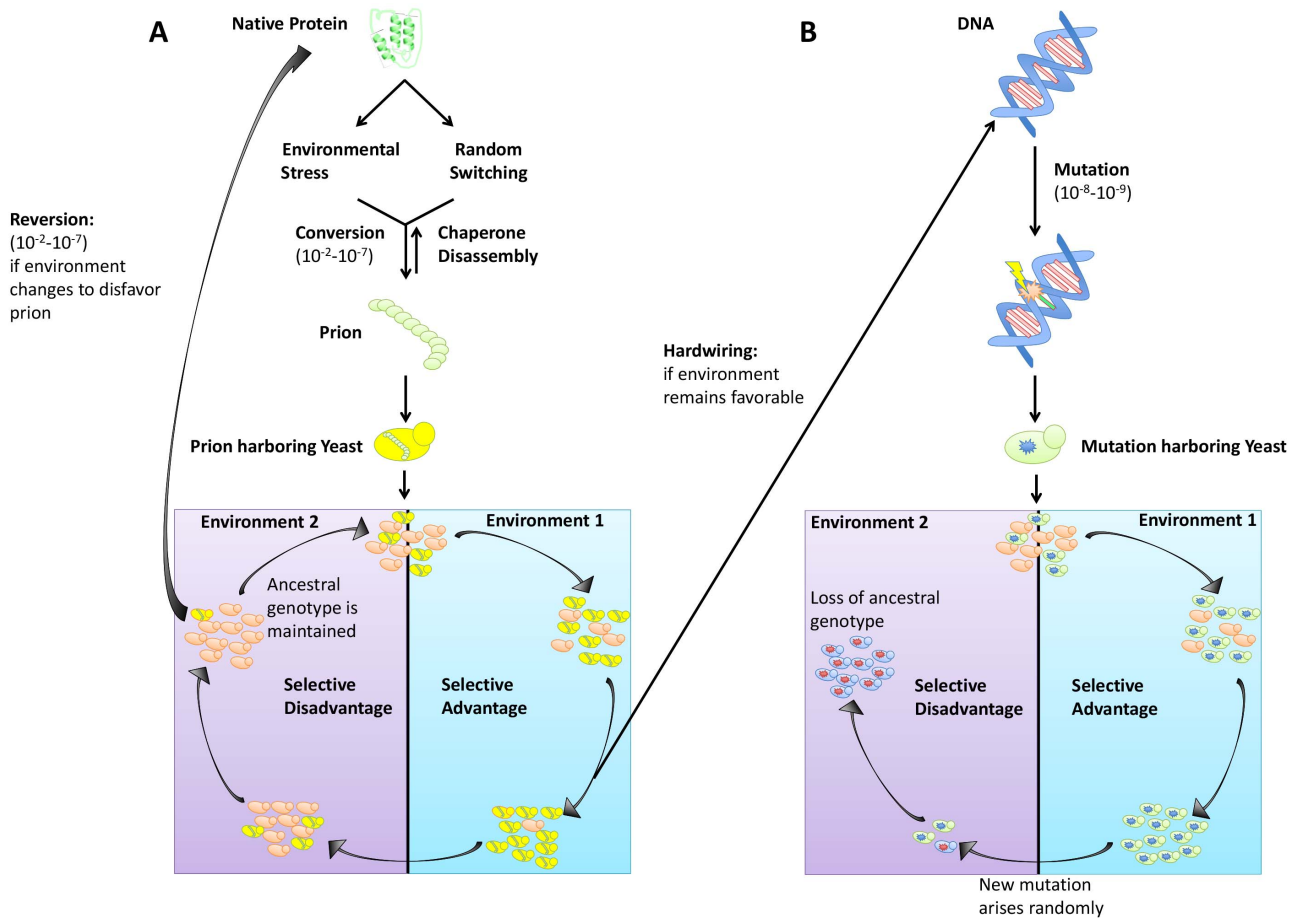 A
Native Protein
Environmental
Stress
Random
Switching
Reversion:
(10-2-10-7)
if environment
changes to disfavor
prion
Conversion
(10-2-10-7)
Chaperone
Disassembly
Prion
Prion harboring Yeast
Environment 2
Environment 1
Ancestral
genotype is
maintained
Selective
Disadvantage
Selective
Advantage
Hardwiring:
if environment
remains favorable
B
DNA
Mutation
(10-8-10-9)
Mutation harboring Yeast
Environment 2
Environment 1
Loss of ancestral
genotype
Selective
Disadvantage
Selective
Advantage
New mutation
arises randomly